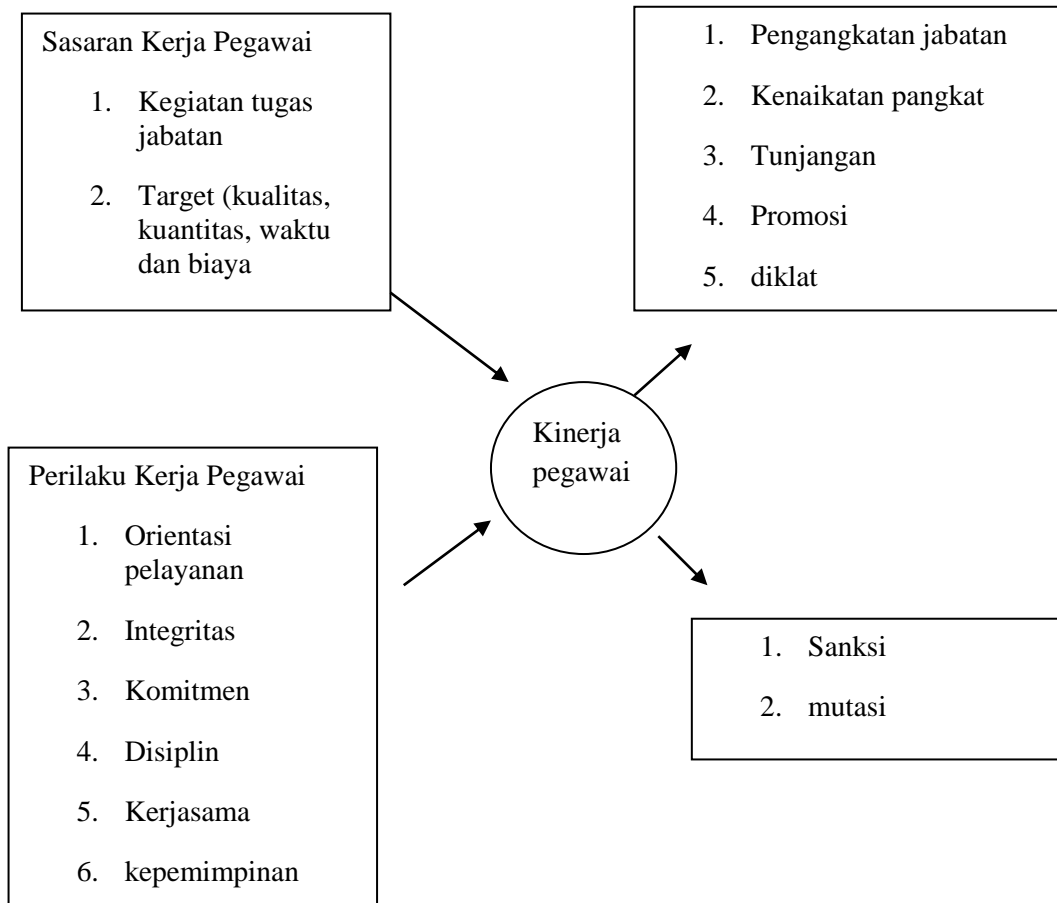 Sasaran Kerja Pegawai
1. Kegiatan tugas
jabatan
2. Target (kualitas,
kuantitas, waktu
dan biaya
1. Pengangkatan jabatan
2. Kenaikatan pangkat
3. Tunjangan
4. Promosi
5. diklat
Kinerja
pegawai
Perilaku Kerja Pegawai
1. Orientasi
pelayanan
2. Integritas
3. Komitmen
4. Disiplin
5. Kerjasama
6. kepemimpinan
1. Sanksi
2. mutasi